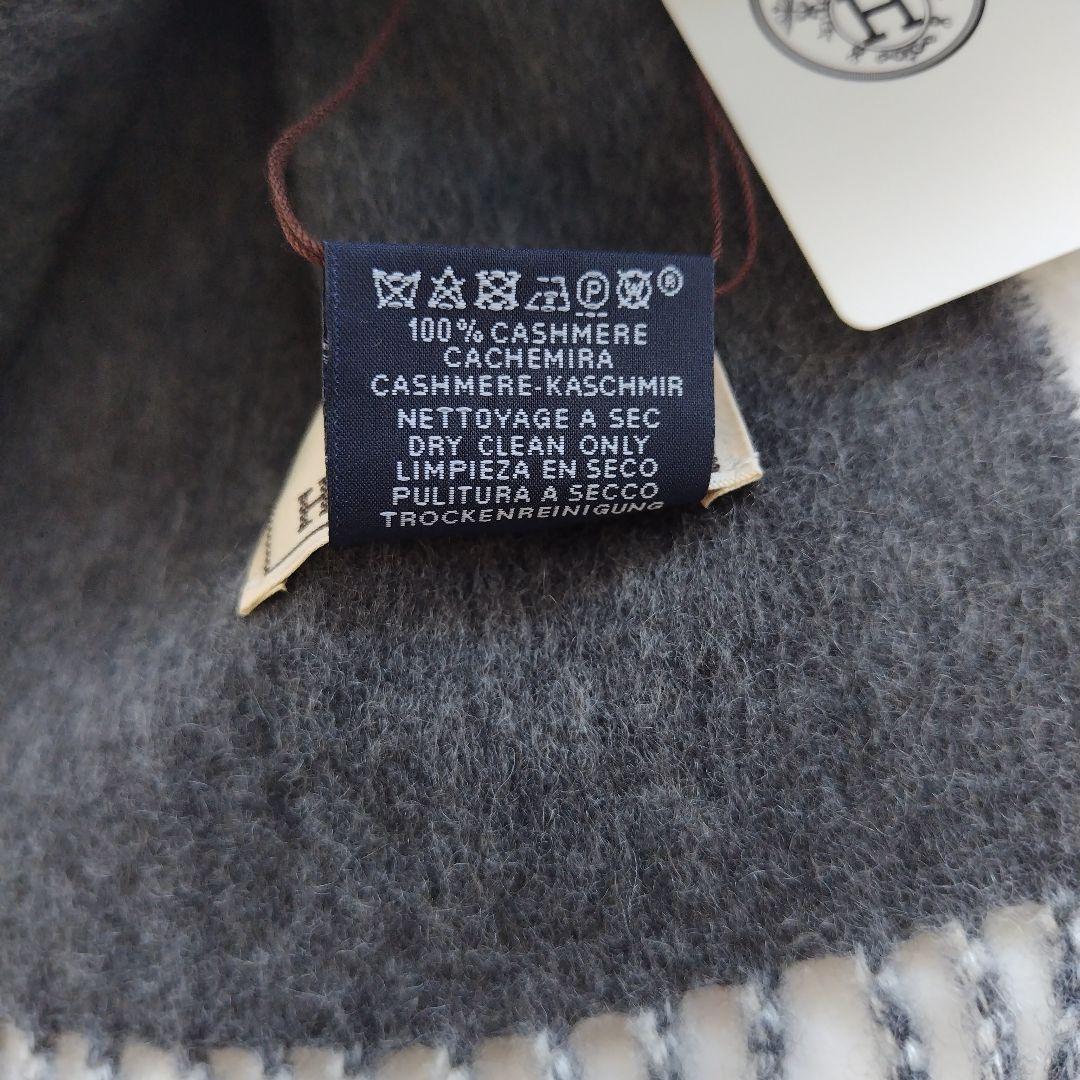 H
P W ®
100% CASHMERE
CACHEMIRA
CASHMERE-KASCHMIR
NETTOYAGE A SEC
DRY CLEAN ONLY
LIMPIEZA EN SECO
PULITURA A SECCO
TROCKENREINIGUNG